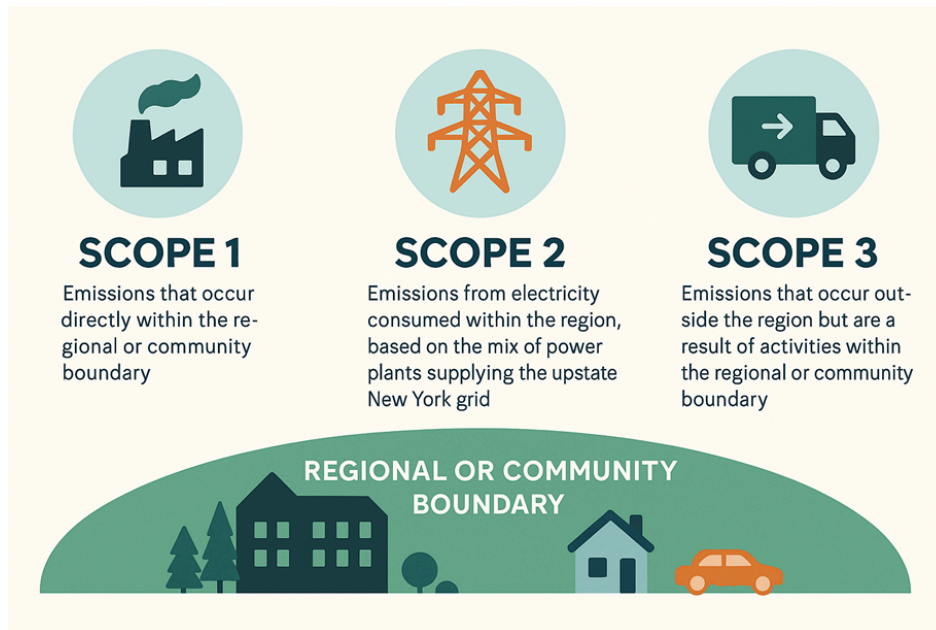 SCOPE 1
Emissions that occur
directly within the re-
gional or community
boundary
SCOPE 2
Emissions from electricity
consumed within the region,
based on the mix of power
plants supplying the upstate
New York grid
SCOPE 3
Emissions that occur out-
side the region but are a
result of activities within
the regional or community
boundary
REGIONAL OR COMMUNITY
BOUNDARY